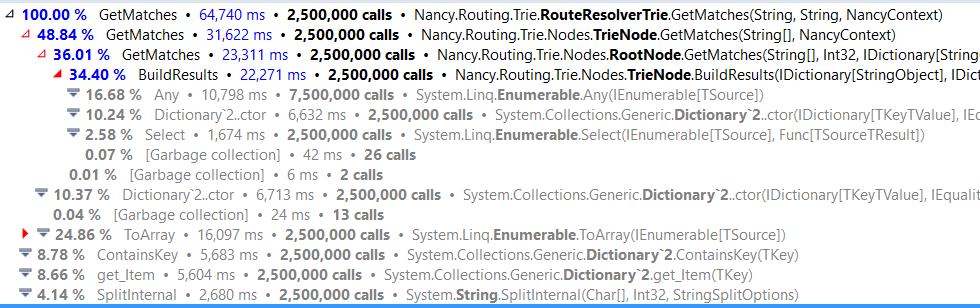 100.00 % GetMatches • 64,740 ms • 2,500,000 calls • Nancy.Routing.Trie.RouteResolverTrie.GetMatches(String, String, NancyContext)
48.84 % GetMatches • 31,622 ms • 2,500,000 calls • Nancy.Routing.Trie.Nodes.TrieNode.GetMatches(String[], NancyContext)
36.01 % GetMatches • 23,311 ms • 2,500,000 calls • Nancy.Routing.Trie.Nodes.RootNode.GetMatches(String[], Int32, IDictionary[String
34.40 % BuildResults • 22,271 ms • 2,500,000 calls • Nancy.Routing.Trie.Nodes.TrieNode.BuildResults(IDictionary[StringObject], IDict
16.68 % Any • 10,798 ms • 7,500,000 calls • System.Linq.Enumerable.Any(IEnumerable[TSource])
10.24 % Dictionary`2..ctor • 6,632 ms • 2,500,000 calls • System.Collections.Generic.Dictionary`2..ctor(IDictionary[TKeyTValue], IEq
2.58 % Select • 1,674 ms • 2,500,000 calls • System.Linq.Enumerable.Select(IEnumerable[TSource], Func[TSourceTResult])
0.07 % [Garbage collection] • 42 ms • 26 calls
0.01 % [Garbage collection] • 6 ms • 2 calls
10.37 % Dictionary`2..ctor • 6,713 ms • 2,500,000 calls • System.Collections.Generic.Dictionary`2..ctor(IDictionary[TKeyTValue], IEquality
0.04 % [Garbage collection] • 24 ms • 13 calls
24.86 % ToArray • 16,097 ms • 2,500,000 calls • System.Linq.Enumerable.ToArray(IEnumerable[TSource])
8.78 % ContainsKey • 5,683 ms • 2,500,000 calls • System.Collections.Generic.Dictionary`2.ContainsKey(TKey)
8.66 % get_Item • 5,604 ms • 2,500,000 calls • System.Collections.Generic.Dictionary`2.get_Item(TKey)
4.14 % SplitInternal • 2,680 ms • 2,500,000 calls • System.String.SplitInternal(Char[], Int32, StringSplitOptions)